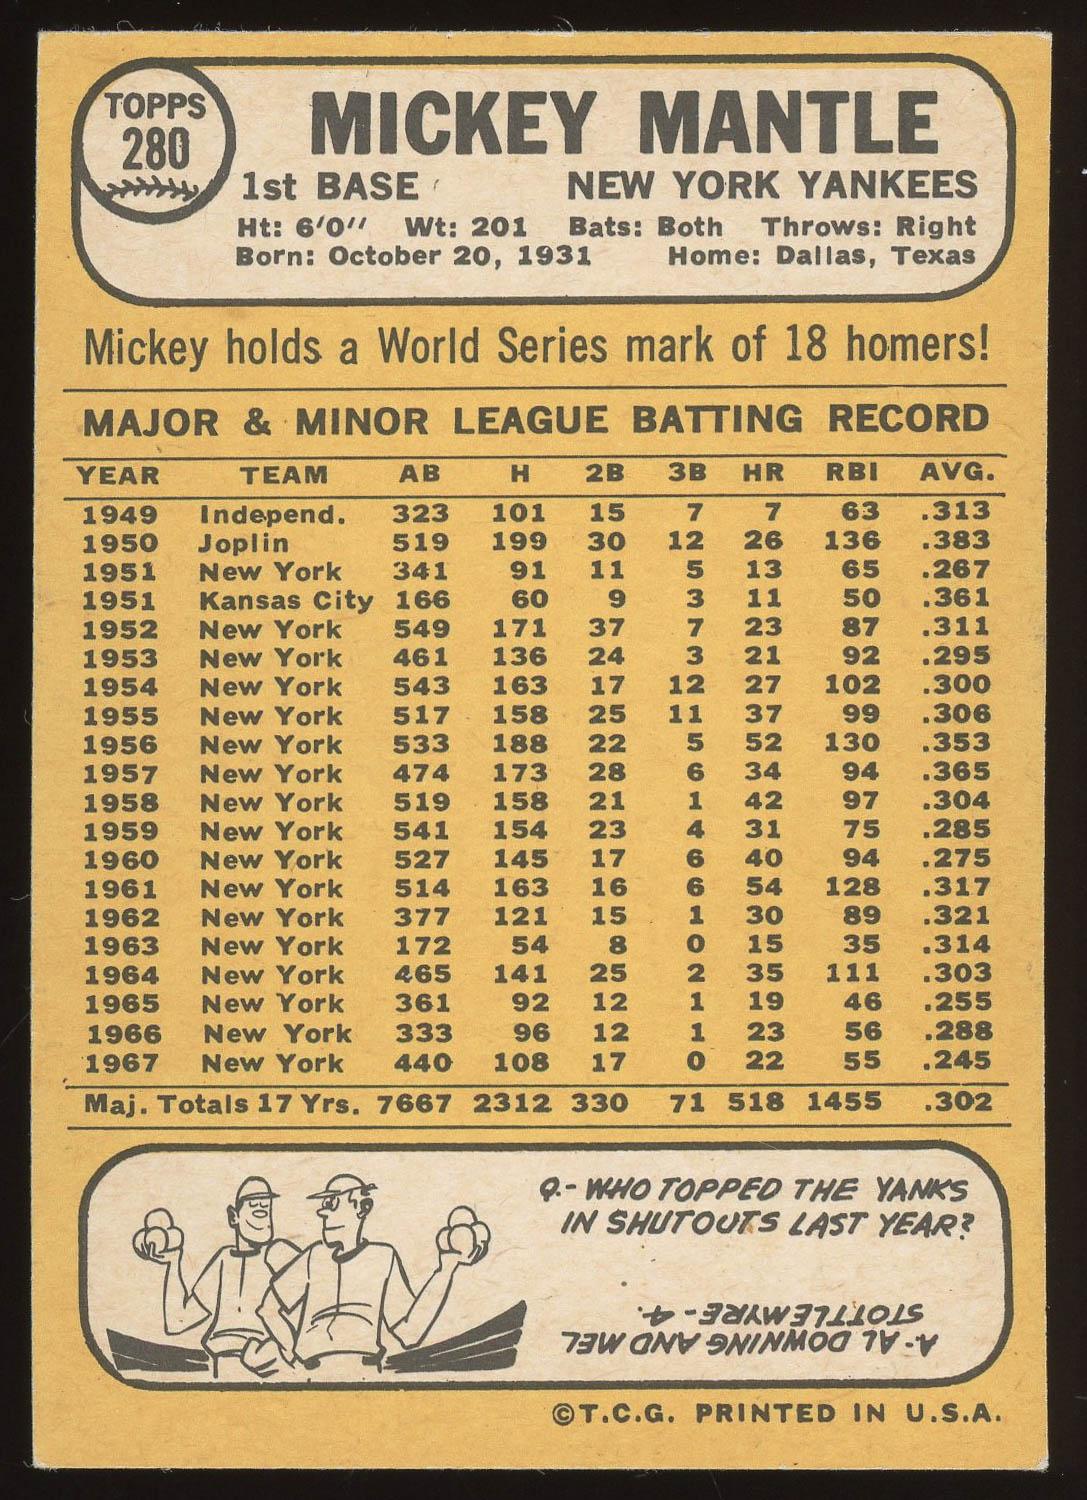 TOPPS
280
MICKEY MANTLE
1st BASE NEW YORK YANKEES
Ht: 6'0'' Wt: 201 Bats: Both Throws: Right
Born: October 20, 1931 Home: Dallas, Texas
Mickey holds a World Series mark of 18 homers!
MAJOR & MINOR LEAGUE BATTING RECORD
YEAR TEAM AB H 2B 3B HR RBI AVG.
1949 Independ. 323 101 15 7 7 63 .313
1950 Joplin 519 199 30 12 26 136 .383
1951 New York 341 91 11 5 13 65 .267
1951 Kansas City 166 60 9 3 11 50 .361
1952 New York 549 171 37 7 23 87 .311
1953 New York 461 136 24 3 21 92 .295
1954 New York 543 163 17 12 27 102 .300
1955 New York 517 158 25 11 37 99 .306
1956 New York 533 188 22 5 52 130 .353
1957 New York 474 173 28 6 34 94 .365
1958 New York 519 158 21 1 42 97 .304
1959 New York 541 154 23 4 31 75 .285
1960 New York 527 145 17 6 40 94 .275
1961 New York 514 163 16 6 54 128 .317
1962 New York 377 121 15 1 30 89 .321
1963 New York 172 54 8 0 15 35 .314
1964 New York 465 141 25 2 35 111 .303
1965 New York 361 92 12 1 19 46 .255
1966 New York 333 96 12 1 23 56 .288
1967 New York 440 108 17 0 22 55 .245
Maj. Totals 17 Yrs. 7667 2312 330 71 518 1455 .302
Q.- WHO TOPPED THE YANKS
IN SHUTOUTS LAST YEAR?
A- AL DOWNING AND MEL
STOTTLEMYRE - 4.
©T.C.G. PRINTED IN U.S.A.